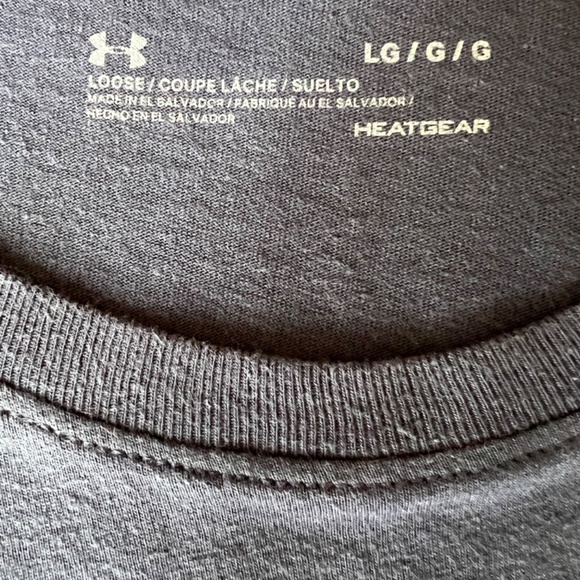 LG / G / G
LOOSE / COUPE LÂCHE / SUELTO
MADE IN EL SALVADOR / FABRIQUÉ AU EL SALVADOR /
HECHO EN EL SALVADOR
HEATGEAR